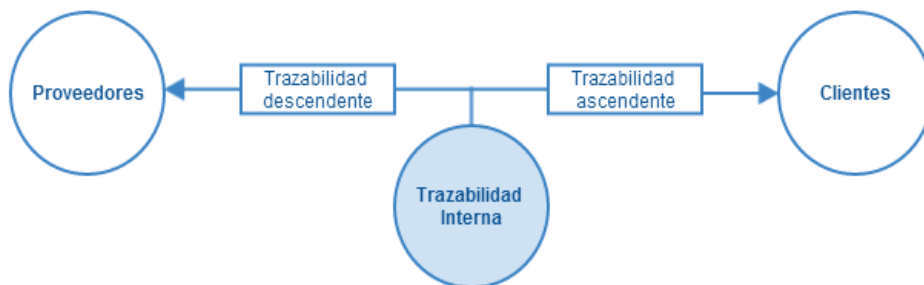 Proveedores
Trazabilidad
descendente
Trazabilidad
ascendente
Clientes
Trazabilidad
Interna